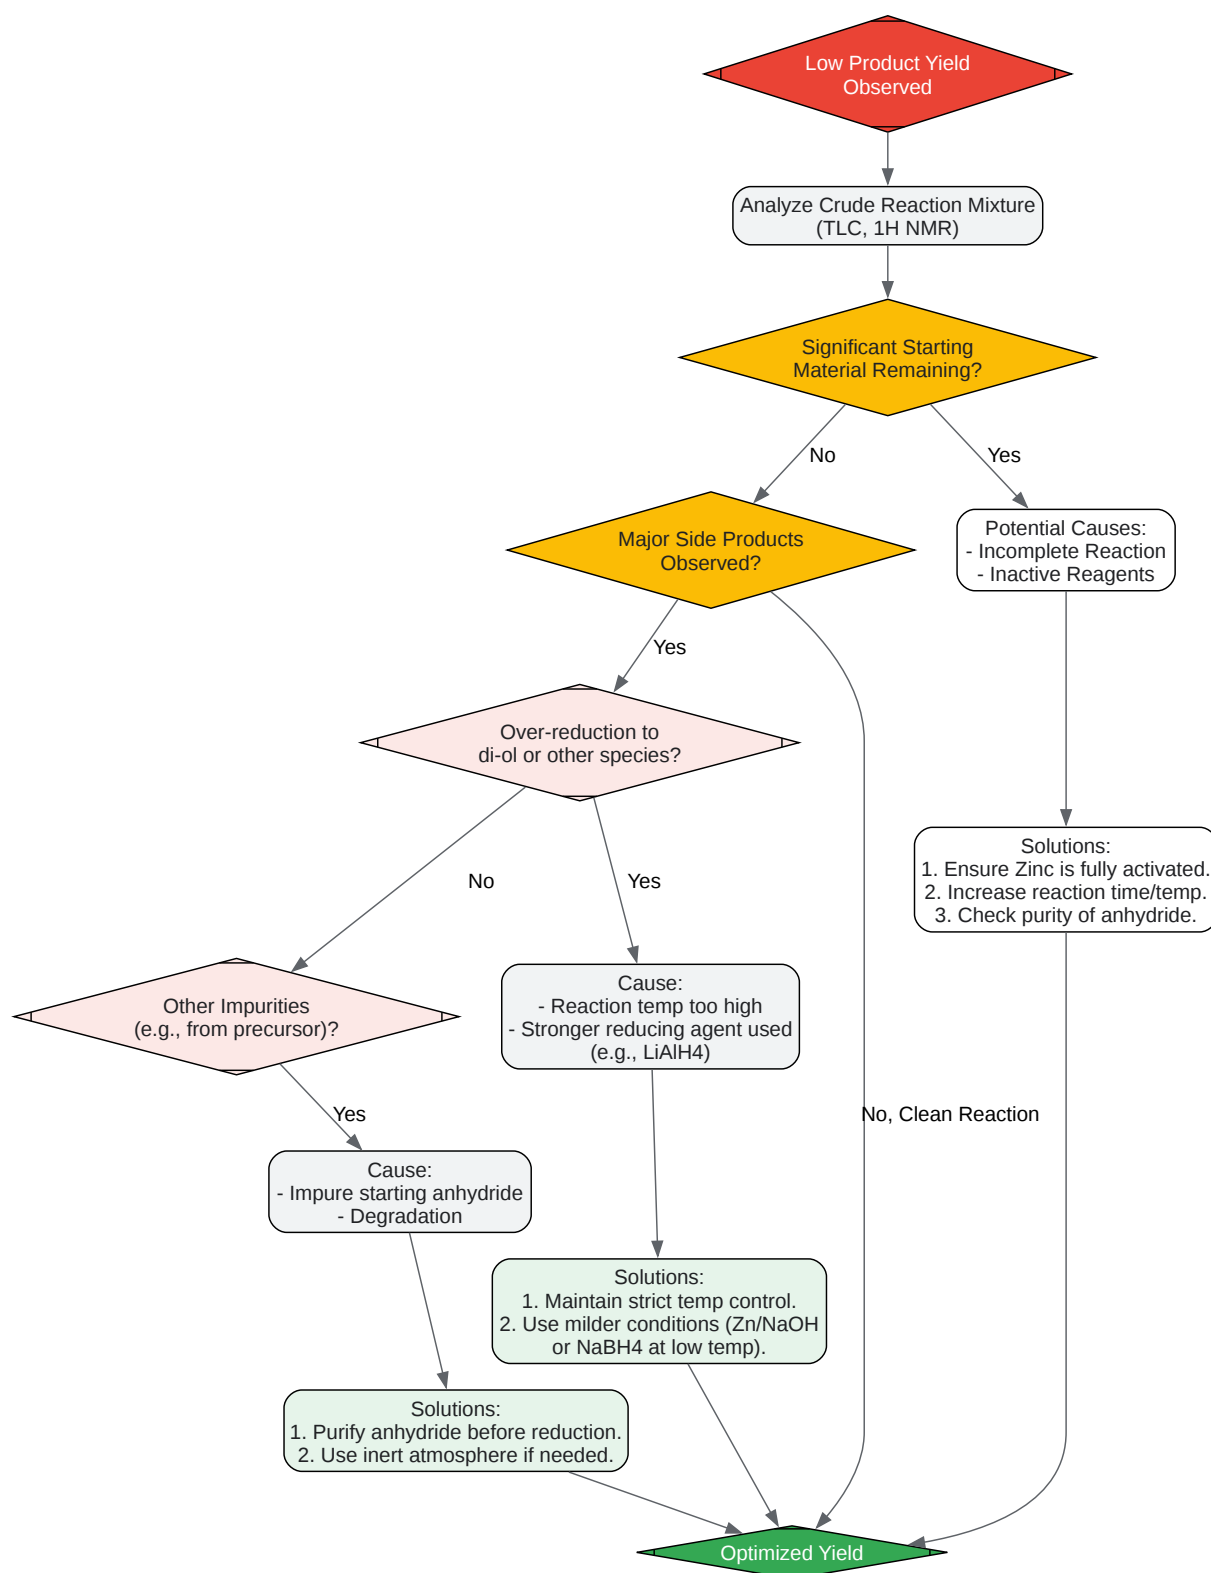 Low Product Yield
Observed
Analyze Crude Reaction Mixture
(TLC, 1H NMR)
Significant Starting
Material Remaining?
No
Yes
Major Side Products
Observed?
Potential Causes:
- Incomplete Reaction
- Inactive Reagents
Yes
Over-reduction to
di-ol or other species?
No
Yes
Solutions:
1. Ensure Zinc is fully activated.
2. Increase reaction time/temp.
3. Check purity of anhydride.
Other Impurities
(e.g., from precursor)?
Cause:
- Reaction temp too high
- Stronger reducing agent used
(e.g., LiAlH4)
Yes
No, Clean Reaction
Cause:
- Impure starting anhydride
- Degradation
Solutions:
1. Maintain strict temp control.
2. Use milder conditions (Zn/NaOH
or NaBH4 at low temp).
Solutions:
1. Purify anhydride before reduction.
2. Use inert atmosphere if needed.
Optimized Yield